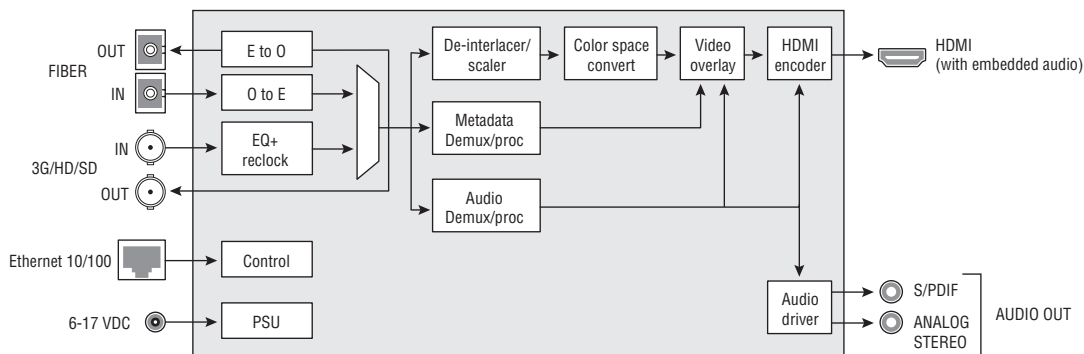 OUT
FIBER
IN
E to O
O to E
IN
3G/HD/SD
OUT
EQ+
reclock
De-interlacer/
scaler
Color space
convert
Video
overlay
HDMI
encoder
HDMI
(with embedded audio)
Metadata
Demux/proc
Audio
Demux/proc
Ethernet 10/100
Control
6-17 VDC
PSU
Audio
driver
S/PDIF
ANALOG
STEREO
AUDIO OUT